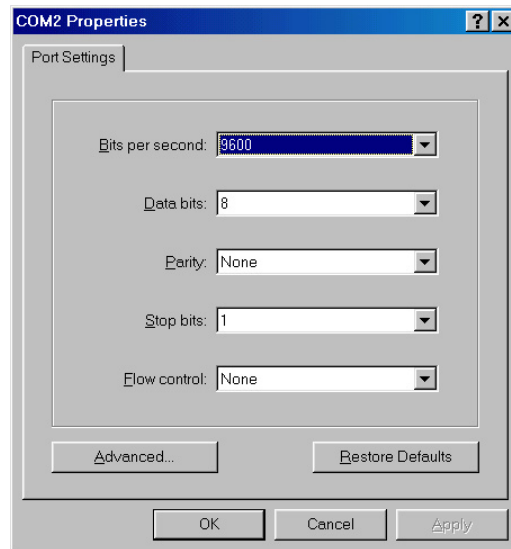 COM2 Properties
Port Settings
Bits per second: 9600
Data bits: 8
Parity: None
Stop bits: 1
Flow control: None
Advanced... Restore Defaults
OK Cancel Apply